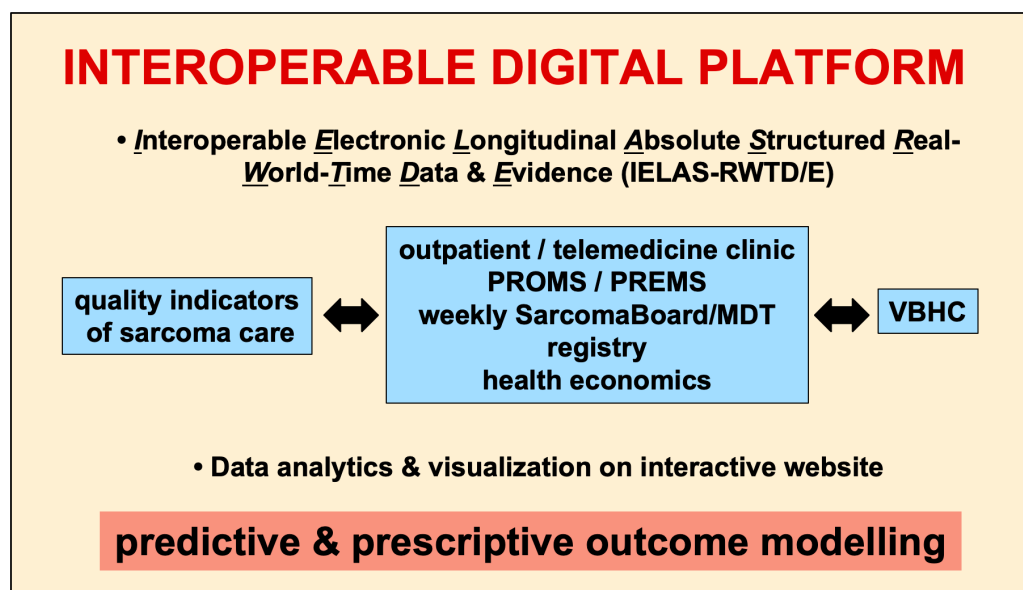 INTEROPERABLE DIGITAL PLATFORM
• Interoperable Electronic Longitudinal Absolute Structured Real-
World-Time Data & Evidence (IELAS-RWTD/E)
quality indicators
of sarcoma care
outpatient / telemedicine clinic
PROMS / PREMS
weekly SarcomaBoard/MDT
registry
health economics
VBHC
• Data analytics & visualization on interactive website
predictive & prescriptive outcome modelling